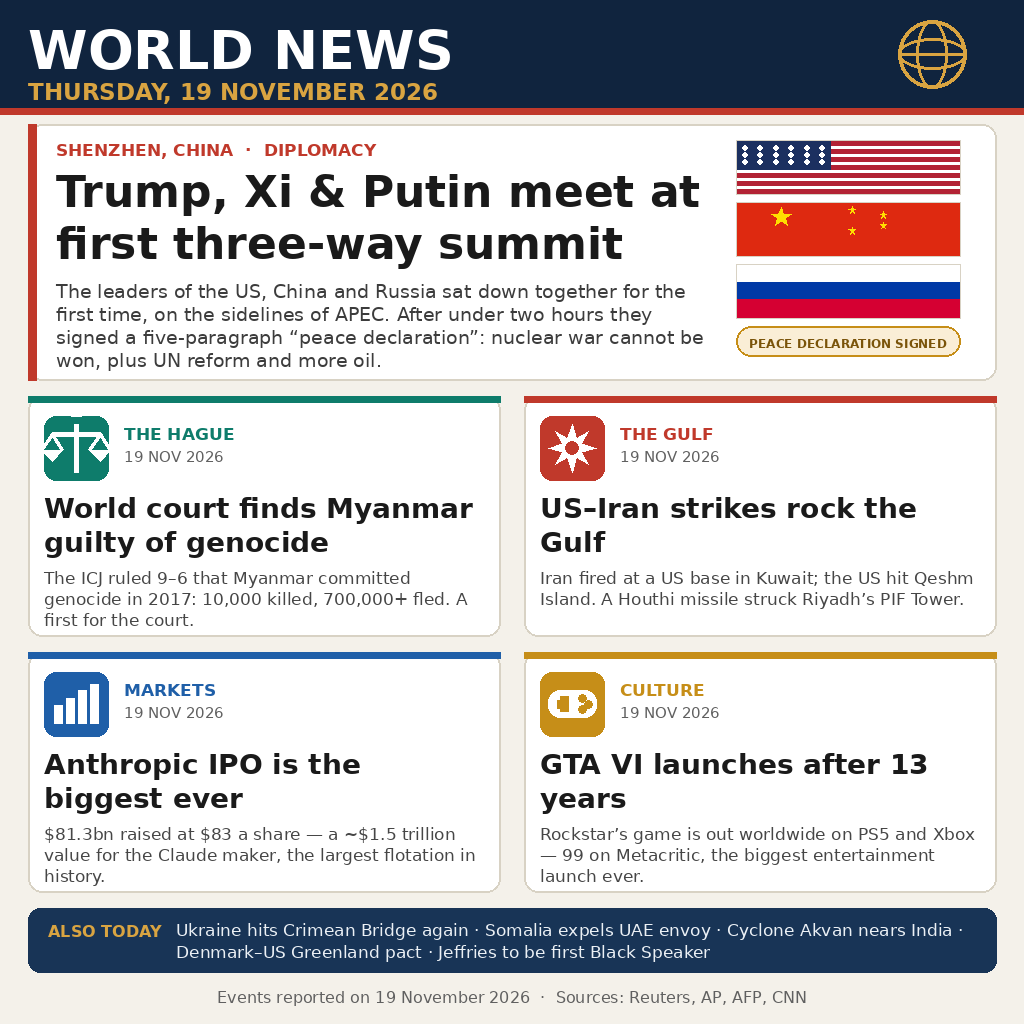 WORLD NEWS
THURSDAY, 19 NOVEMBER 2026
SHENZHEN, CHINA · DIPLOMACY
Trump, Xi & Putin meet at
first three-way summit
The leaders of the US, China and Russia sat down together for the
first time, on the sidelines of APEC. After under two hours they
signed a five-paragraph “peace declaration”: nuclear war cannot be
won, plus UN reform and more oil.
PEACE DECLARATION SIGNED
THE HAGUE
19 NOV 2026
World court finds Myanmar
guilty of genocide
The ICJ ruled 9–6 that Myanmar committed
genocide in 2017: 10,000 killed, 700,000+ fled. A
first for the court.
THE GULF
19 NOV 2026
US–Iran strikes rock the
Gulf
Iran fired at a US base in Kuwait; the US hit Qeshm
Island. A Houthi missile struck Riyadh’s PIF Tower.
MARKETS
19 NOV 2026
Anthropic IPO is the
biggest ever
$81.3bn raised at $83 a share — a ~$1.5 trillion
value for the Claude maker, the largest flotation in
history.
CULTURE
19 NOV 2026
GTA VI launches after 13
years
Rockstar’s game is out worldwide on PS5 and Xbox
— 99 on Metacritic, the biggest entertainment
launch ever.
ALSO TODAY
Ukraine hits Crimean Bridge again · Somalia expels UAE envoy · Cyclone Akvan nears India ·
Denmark–US Greenland pact · Jeffries to be first Black Speaker
Events reported on 19 November 2026 · Sources: Reuters, AP, AFP, CNN